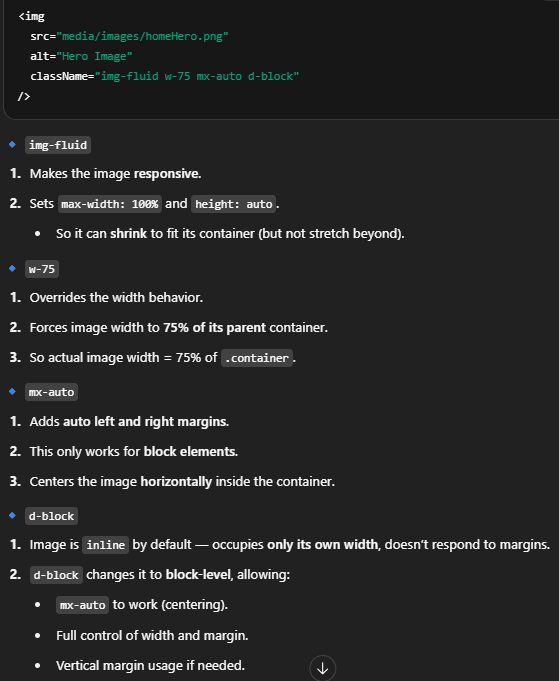 <img
src="media/images/homeHero.png"
alt="Hero Image"
className="img-fluid w-75 mx-auto d-block"
/>
img-fluid
1. Makes the image responsive.
2. Sets max-width: 100% and height: auto.
• So it can shrink to fit its container (but not stretch beyond).
w-75
1. Overrides the width behavior.
2. Forces image width to 75% of its parent container.
3. So actual image width = 75% of .container.
mx-auto
1. Adds auto left and right margins.
2. This only works for block elements.
3. Centers the image horizontally inside the container.
d-block
1. Image is inline by default — occupies only its own width, doesn't respond to margins.
2. d-block changes it to block-level, allowing:
• mx-auto to work (centering).
• Full control of width and margin.
• Vertical margin usage if needed.